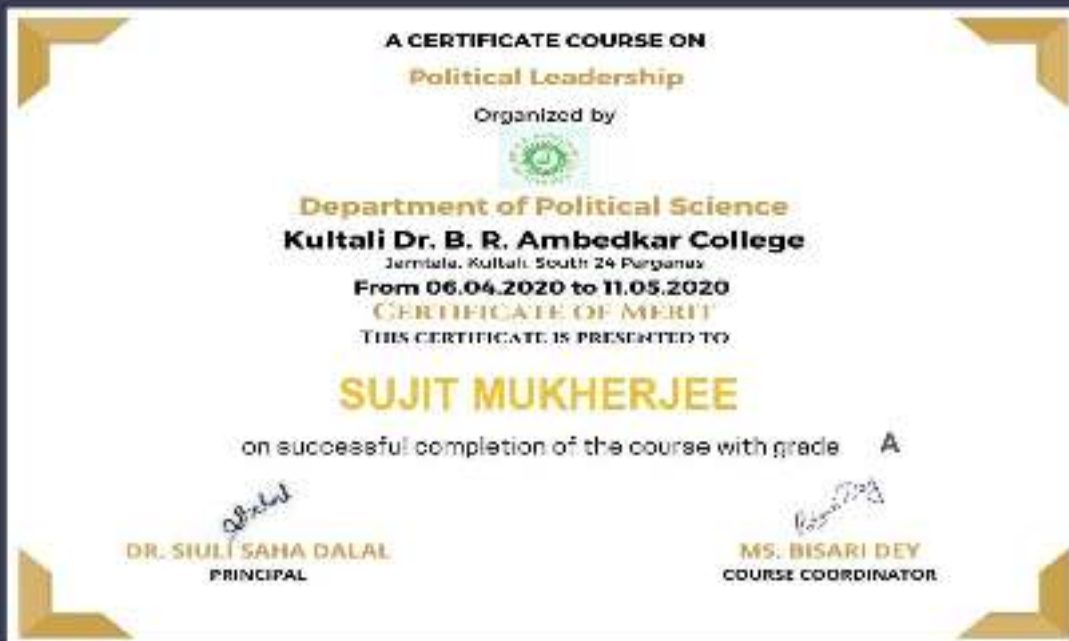 A CERTIFICATE COURSE ON
Political Leadership
Organized by
Department of Political Science
Kultali Dr. B. R. Ambedkar College
Jamtala, Kultali, South 24 Parganas
From 06.04.2020 to 11.05.2020
CERTIFICATE OF MERIT
THIS CERTIFICATE IS PRESENTED TO
SUJIT MUKHERJEE
on successful completion of the course with grade A
DR. SIULI SAHA DALAL
PRINCIPAL
MS. BISARI DEY
COURSE COORDINATOR